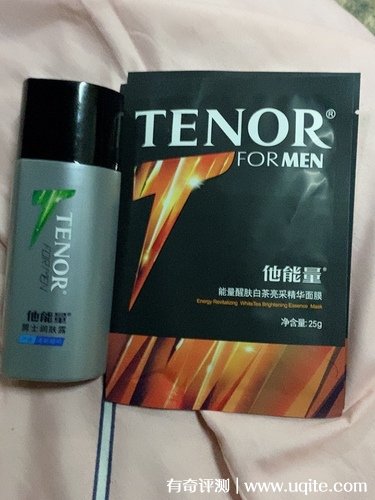 TENOR
FORMEN
他能量®
男士润肤露
TENOR®
FOR MEN
他能量®
能量醒肤白茶亮采精华面膜
Energy Revitalizing WhiteTea Brightening Essence Mask
净含量: 25g
有奇评测 | www.uqite.com